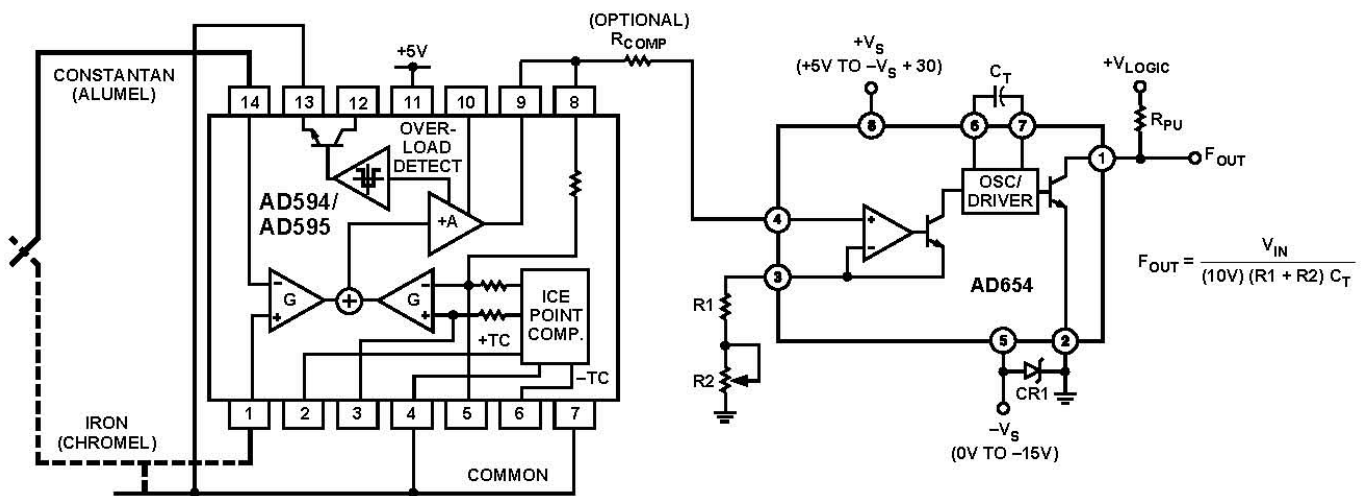 CONSTANTAN
(ALUMEL)
+5V
(OPTIONAL)
RCOMP
14
13
12
11
10
9
8
OVER-
LOAD
DETECT
AD594/
AD595
+A
–
G
+
+
–
G
+
ICE
POINT
COMP.
+TC
–TC
1
2
3
4
5
6
7
IRON
(CHROMEL)
COMMON
+VS
(+5V TO –VS + 30)
CT
+VLOGIC
RPU
8
6
7
1
FOUT
OSC/
DRIVER
4
+
–
3
AD654
R1
R2
5
2
CR1
–VS
(0V TO –15V)
FOUT = VIN
(10V) (R1 + R2) CT